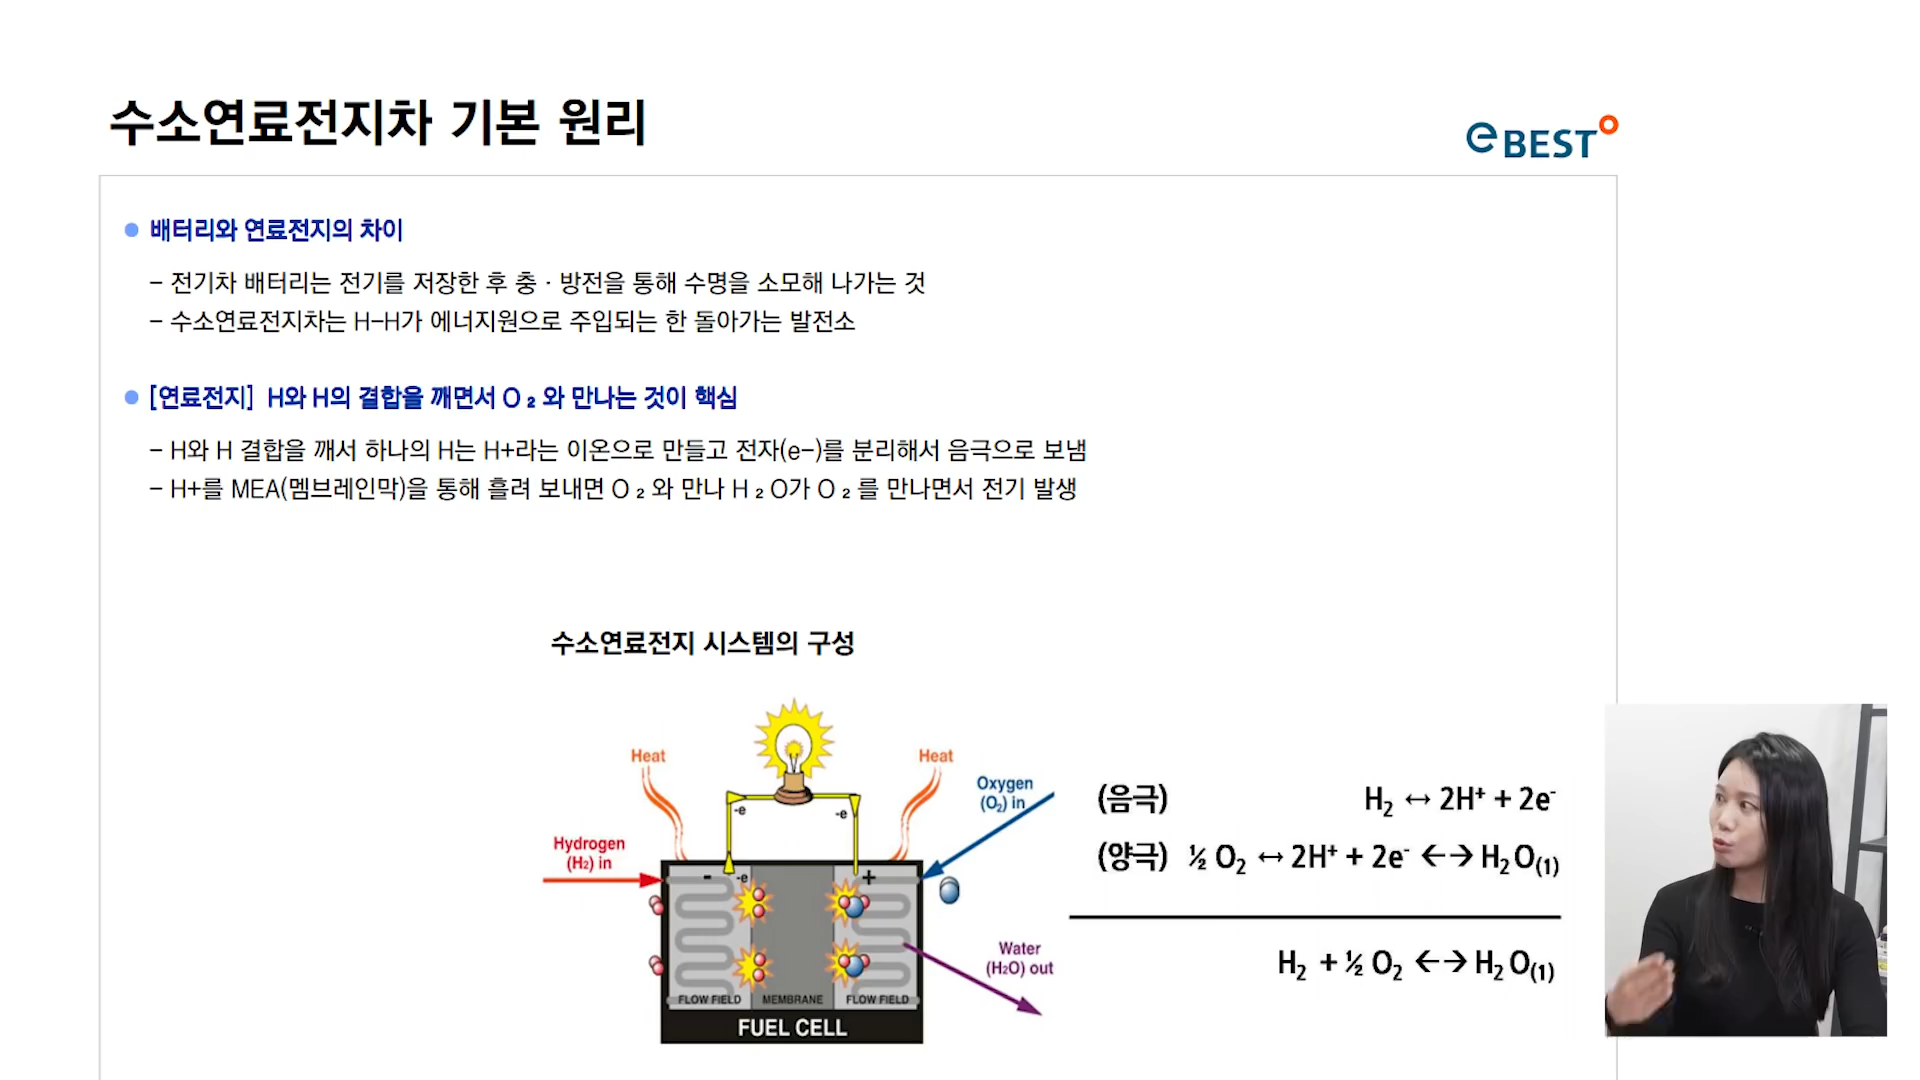 수소연료전지차 기본 원리
eBEST
배터리와 연료전지의 차이
- 전기차 배터리는 전기를 저장한 후 충·방전을 통해 수명을 소모해 나가는 것
- 수소연료전지차는 H-H가 에너지원으로 주입되는 한 돌아가는 발전소
[연료전지] H와 H의 결합을 깨면서 O₂와 만나는 것이 핵심
- H와 H 결합을 깨서 하나의 H는 H+라는 이온으로 만들고 전자(e-)를 분리해서 음극으로 보냄
- H+를 MEA(멤브레인막)을 통해 흘려 보내면 O₂와 만나 H₂O가 O₂를 만나면서 전기 발생
수소연료전지 시스템의 구성
Heat
Heat
Oxygen
(O₂) in
-e
-e
Hydrogen
(H₂) in
-
-e
+
Water
(H₂O) out
FLOW FIELD
MEMBRANE
FLOW FIELD
FUEL CELL
(음극) H₂ ↔ 2H⁺ + 2e⁻
(양극) ½ O₂ ↔ 2H⁺ + 2e⁻ ←→ H₂O₍₁₎
H₂ + ½ O₂ ←→ H₂O₍₁₎